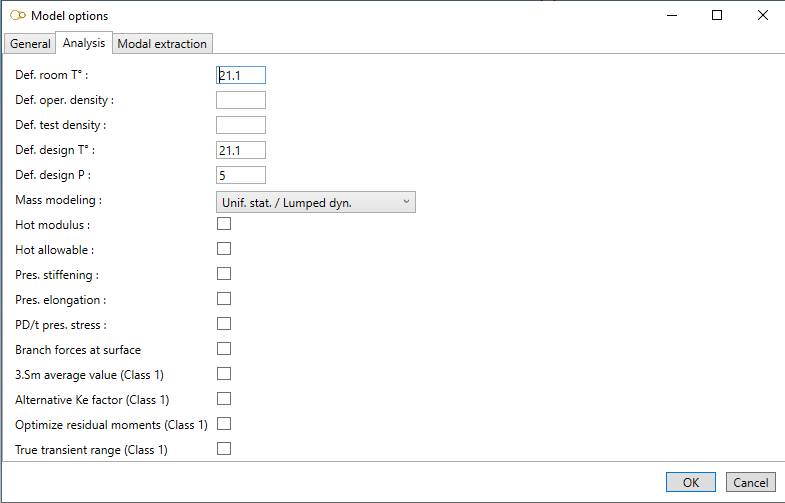 Model options
General Analysis Modal extraction
Def. room T° : 21.1
Def. oper. density :
Def. test density :
Def. design T° : 21.1
Def. design P : 5
Mass modeling : Unif. stat. / Lumped dyn.
Hot modulus :
Hot allowable :
Pres. stiffening :
Pres. elongation :
PD/t pres. stress :
Branch forces at surface
3.Sm average value (Class 1)
Alternative Ke factor (Class 1)
Optimize residual moments (Class 1)
True transient range (Class 1)
OK Cancel